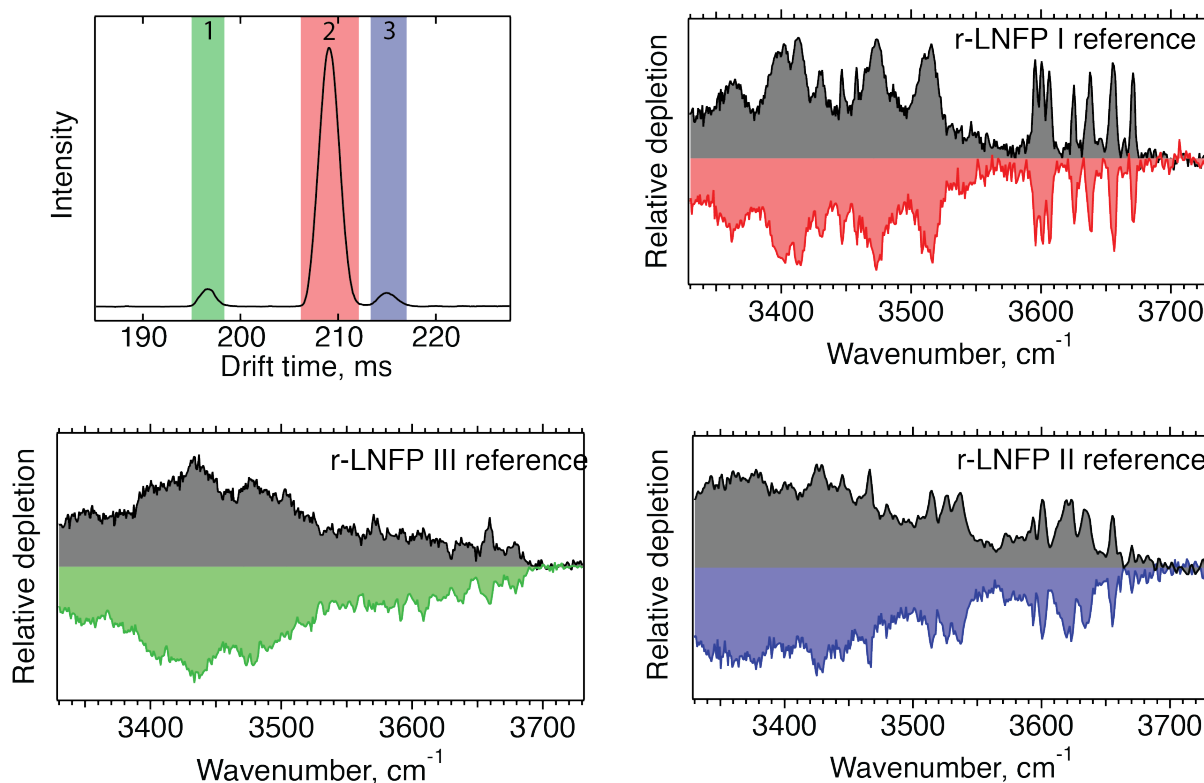 1 2 3
Intensity
190 200 210 220
Drift time, ms
r-LNFP I reference
Relative depletion
3400 3500 3600 3700
Wavenumber, cm-1
r-LNFP III reference
Relative depletion
3400 3500 3600 3700
Wavenumber, cm-1
r-LNFP II reference
Relative depletion
3400 3500 3600 3700
Wavenumber, cm-1